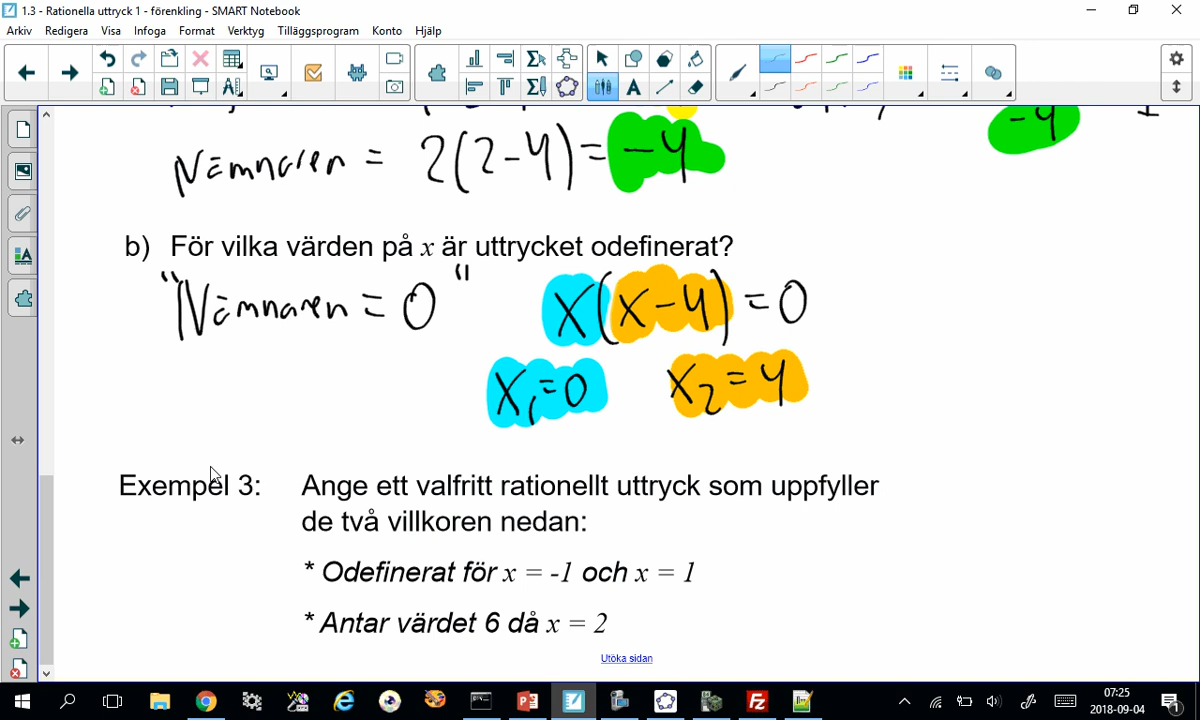 1.3 - Rationella uttryck 1 - förenkling - SMART Notebook
Arkiv Redigera Visa Infoga Format Verktyg Tilläggsprogram Konto Hjälp
-4
Nämnaren = 2(2-4) = -4
b) För vilka värden på x är uttrycket odefinerat?
"Nämnaren = 0" x(x-4) = 0
x₁=0 x₂=4
Exempel 3: Ange ett valfritt rationellt uttryck som uppfyller
de två villkoren nedan:
* Odefinerat för x = -1 och x = 1
* Antar värdet 6 då x = 2
Utöka sidan
07:25
2018-09-04